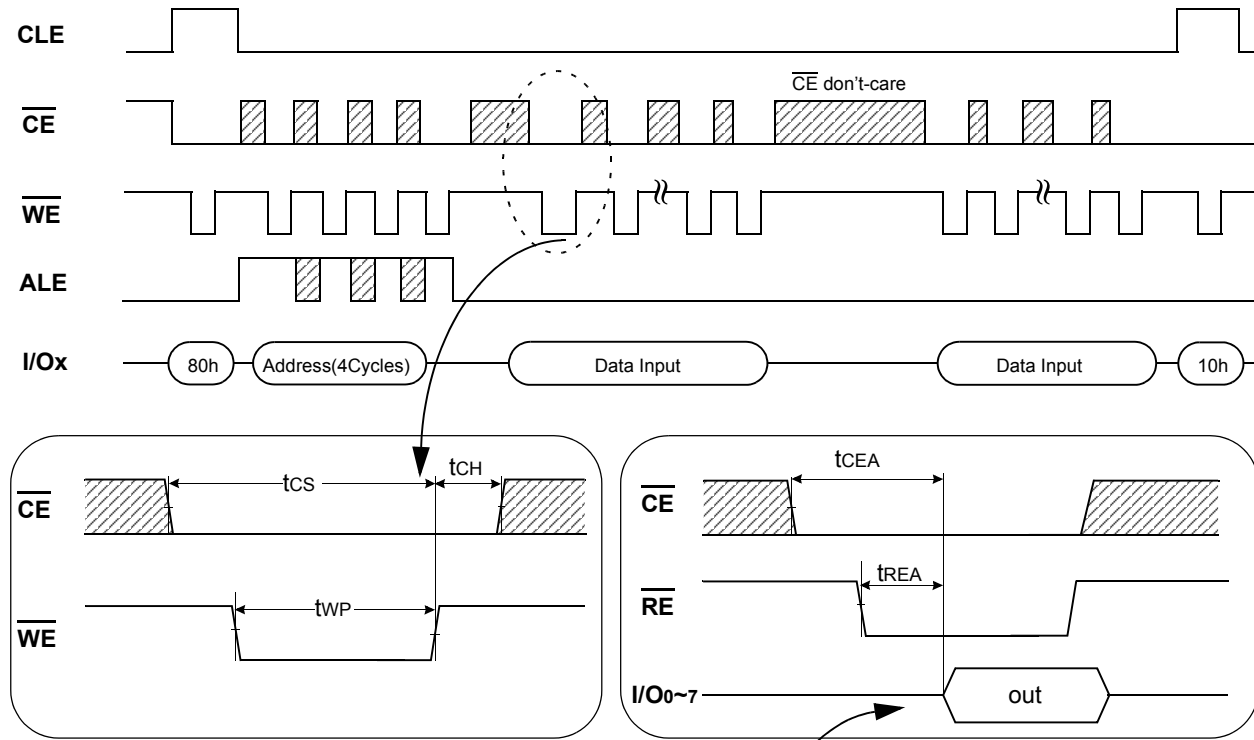 CLE
CE don't-care
CE
WE
ALE
I/Ox
80h
Address(4Cycles)
Data Input
Data Input
10h
tCS
tCH
CE
tWP
WE
tCEA
CE
tREA
RE
I/O0~7
out